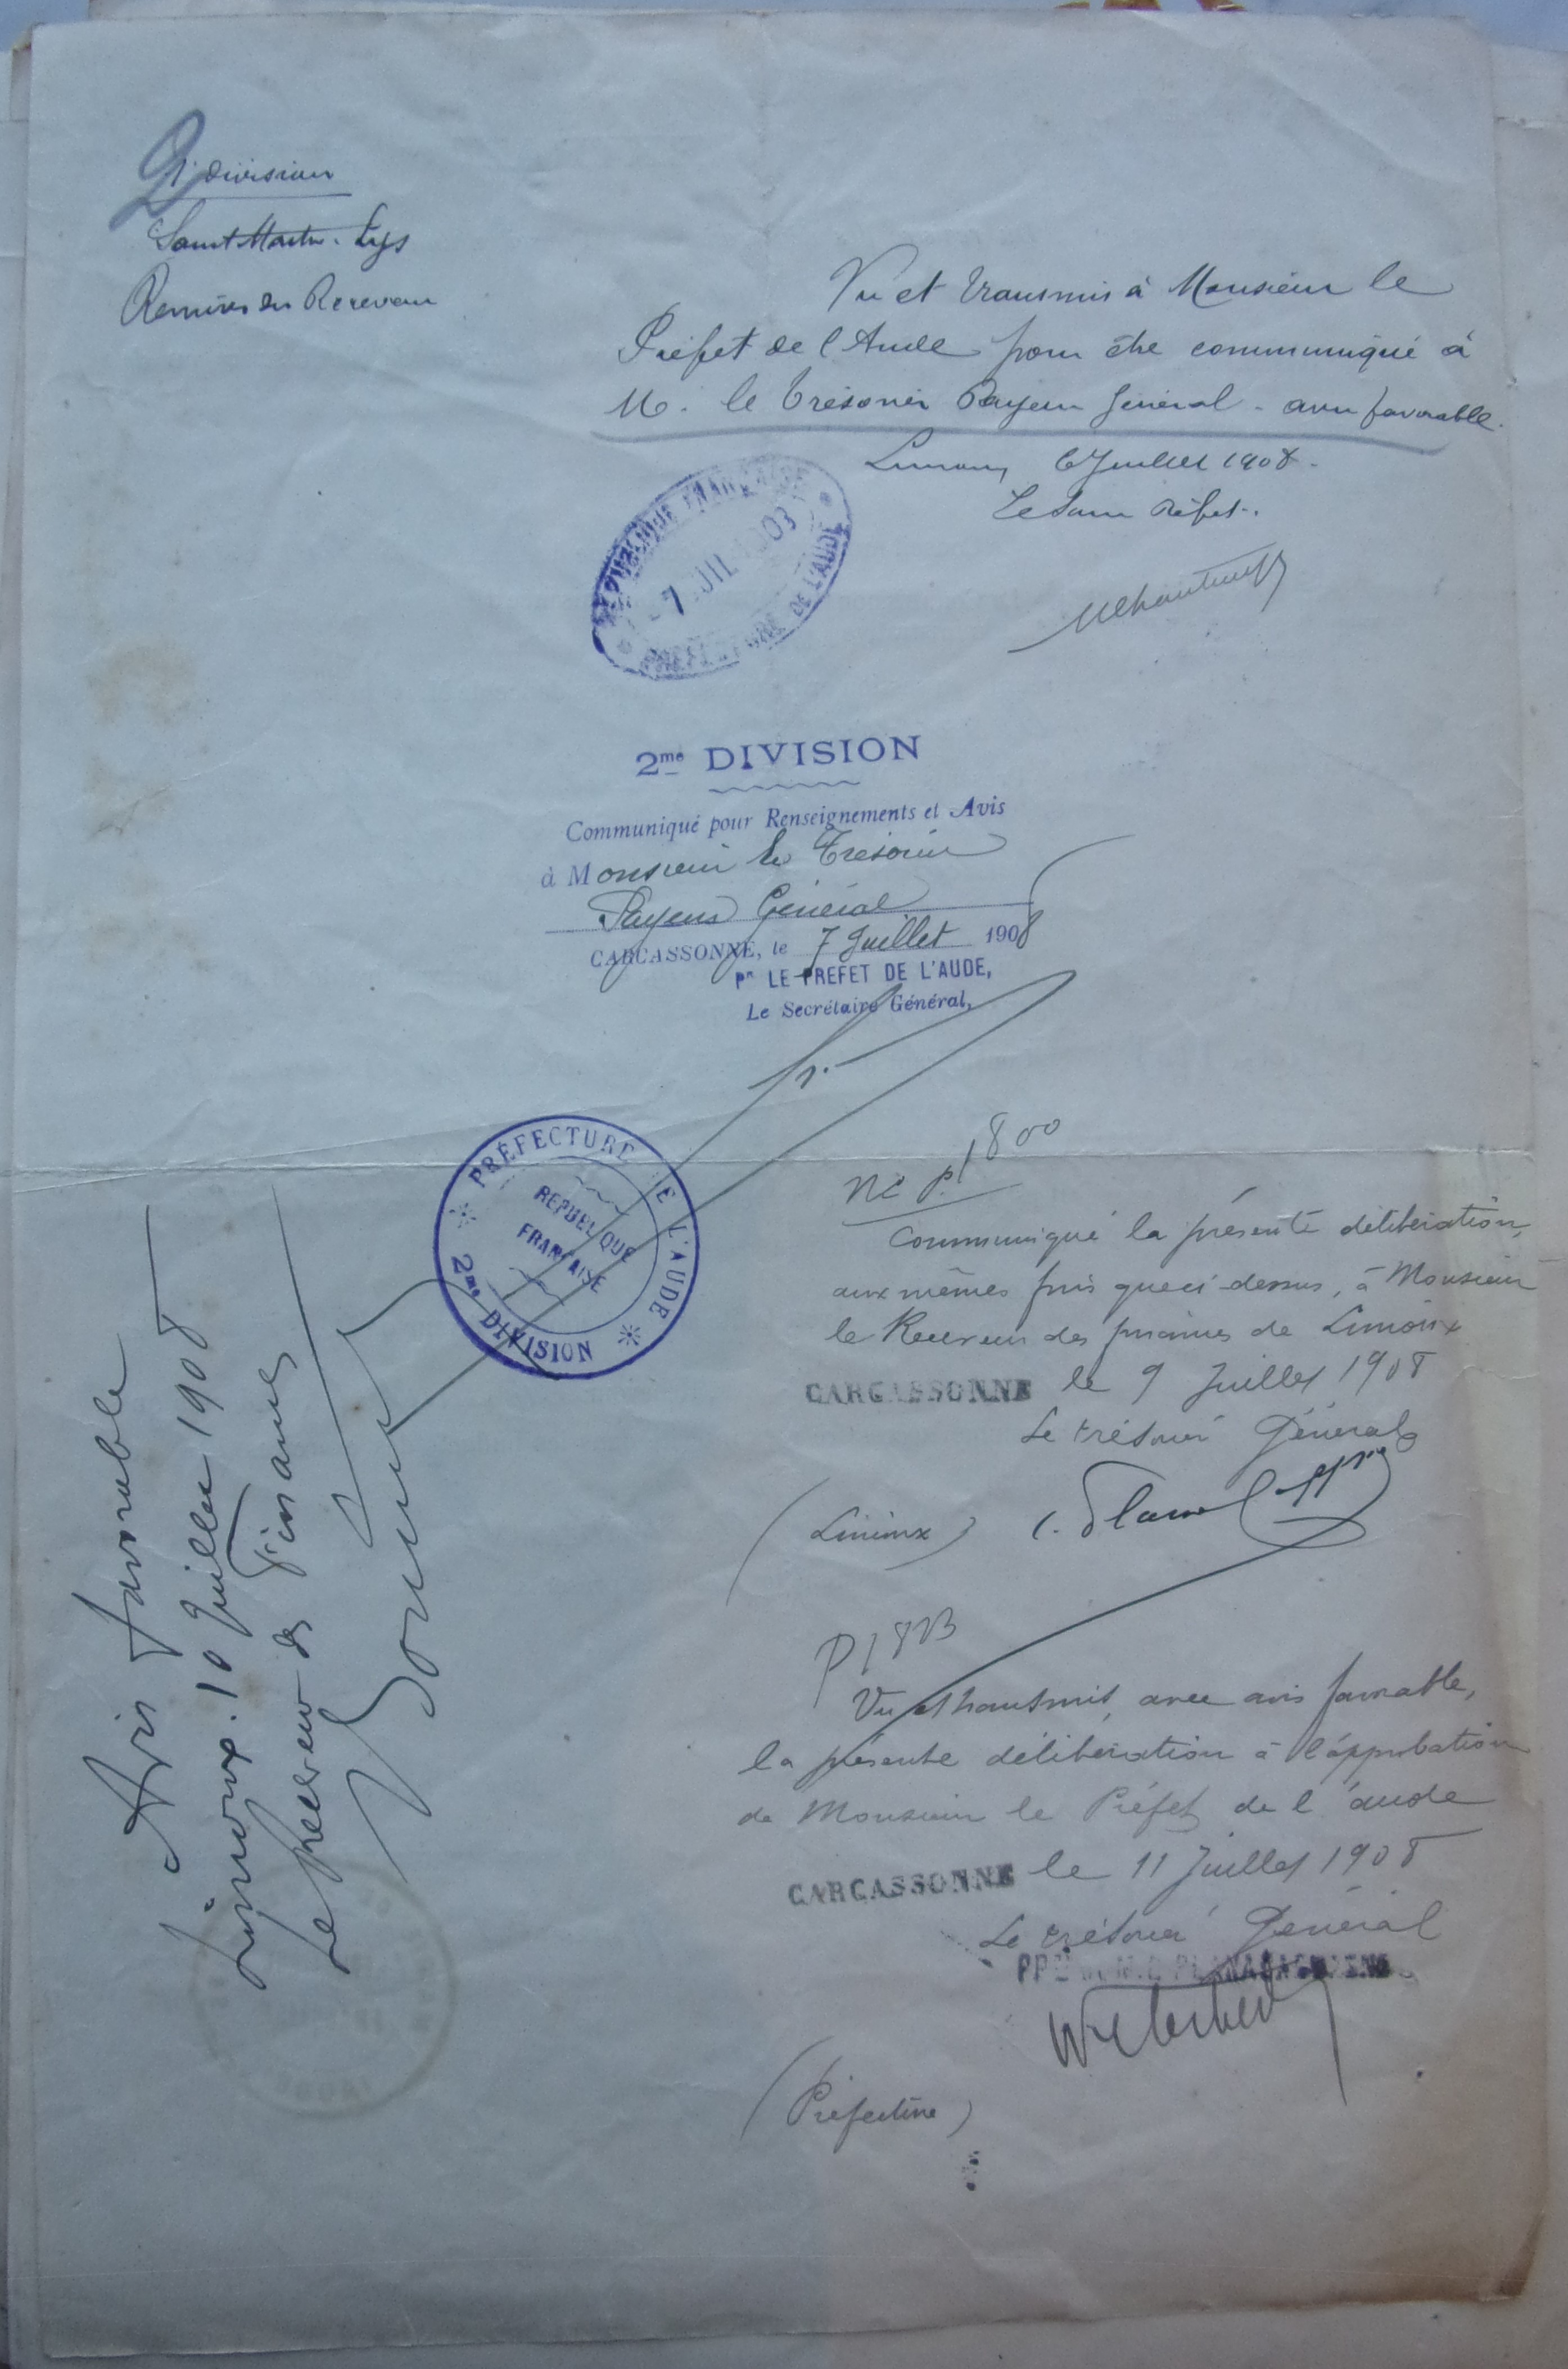 2e Division
Saint Martin-Lys
Remises du Receveur
Vu et transmis à Monsieur le
Préfet de l'Aude pour être communiqué à
M. le Trésorier Payeur Général - avis favorable.
Limoux, 6 Juillet 1908.
Le Sous Préfet.
RÉPUBLIQUE FRANÇAISE
7 JUIL
PRÉFECTURE DE L'AUDE
2me DIVISION
Communiqué pour Renseignements et Avis
à Monsieur le Trésorier
Payeur Général
CARCASSONNE, le 7 Juillet 1908
Pr LE PREFET DE L'AUDE,
Le Secrétaire Général,
PRÉFECTURE DE L'AUDE
REPUBLIQUE
FRANÇAISE
2me DIVISION
No P. 1800
Communiqué la présente délibération,
aux mêmes fins que ci-dessus, à Monsieur
le Receveur des finances de Limoux
CARCASSONNE le 9 Juillet 1908
Le trésorier Général
(Limoux)
Avis favorable
Limoux. 10 Juillet 1908
Le Receveur des Finances
Vu et transmis, avec avis favorable,
la présente délibération à l'approbation
de Monsieur le Préfet de l'aude
CARCASSONNE le 11 Juillet 1908
Le trésorier Général
(Préfecture)